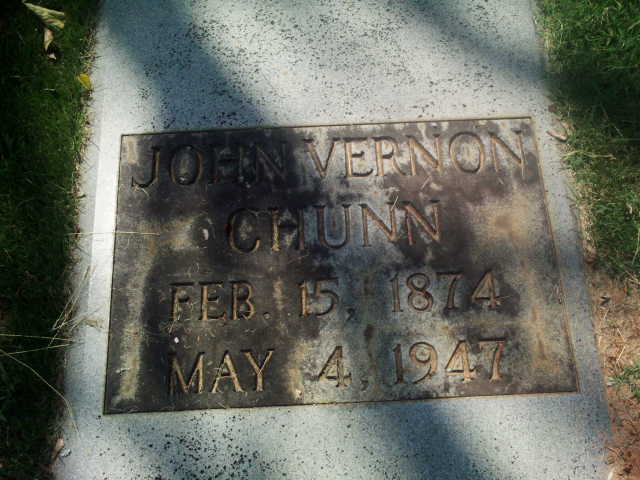 JOHN VERNON
CHUNN
FEB. 15, 1874
MAY 4, 1947